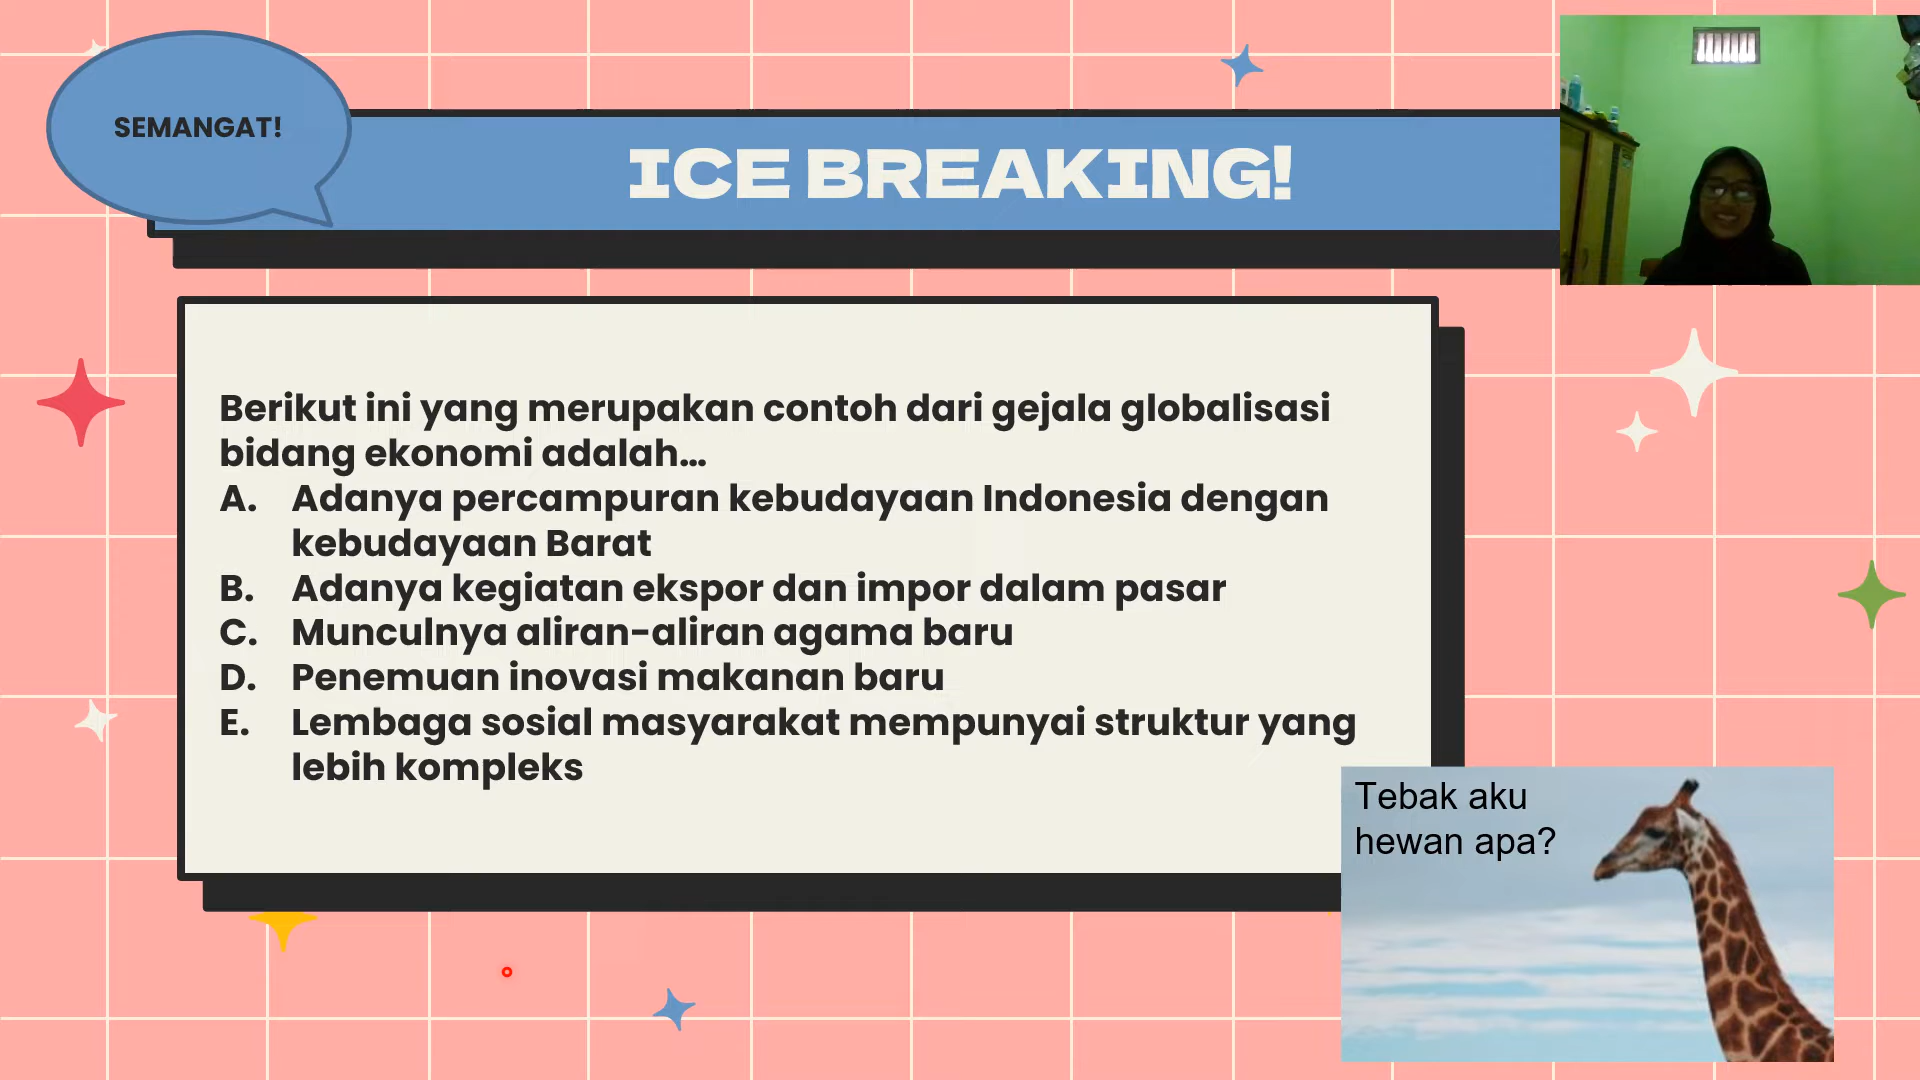 SEMANGAT!
ICE BREAKING!
Berikut ini yang merupakan contoh dari gejala globalisasi
bidang ekonomi adalah...
A. Adanya percampuran kebudayaan Indonesia dengan
kebudayaan Barat
B. Adanya kegiatan ekspor dan impor dalam pasar
C. Munculnya aliran-aliran agama baru
D. Penemuan inovasi makanan baru
E. Lembaga sosial masyarakat mempunyai struktur yang
lebih kompleks
Tebak aku
hewan apa?